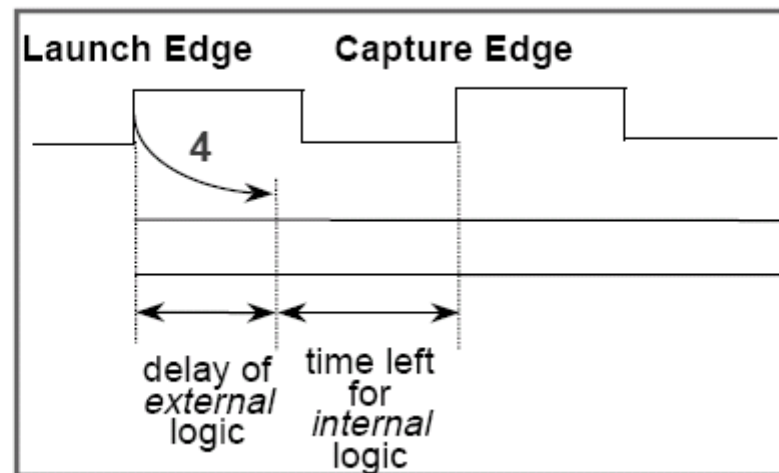 Launch Edge Capture Edge
4
delay of
external
logic
time left
for
internal
logic